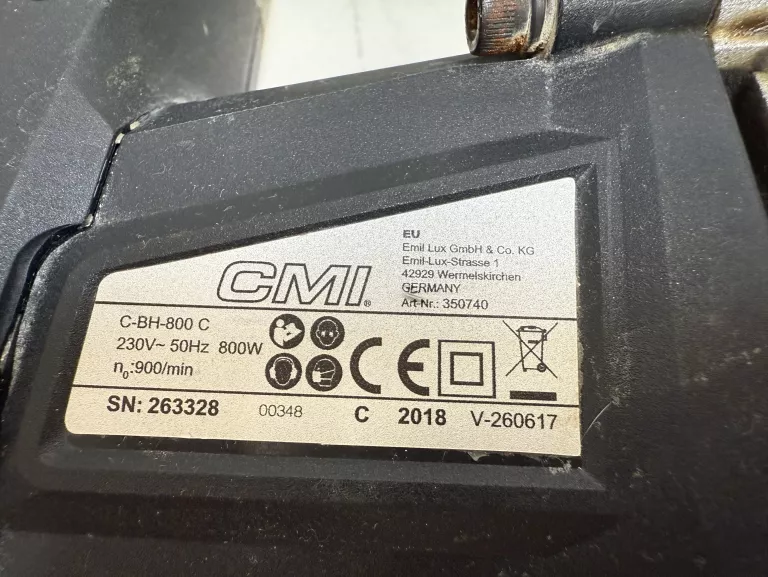 EU
Emil Lux GmbH & Co. KG
Emil-Lux-Strasse 1
42929 Wermelskirchen
GERMANY
Art-Nr.: 350740
CMI®
C-BH-800 C
230V~ 50Hz 800W
n₀:900/min
CE
SN: 263328 00348 C 2018 V-260617